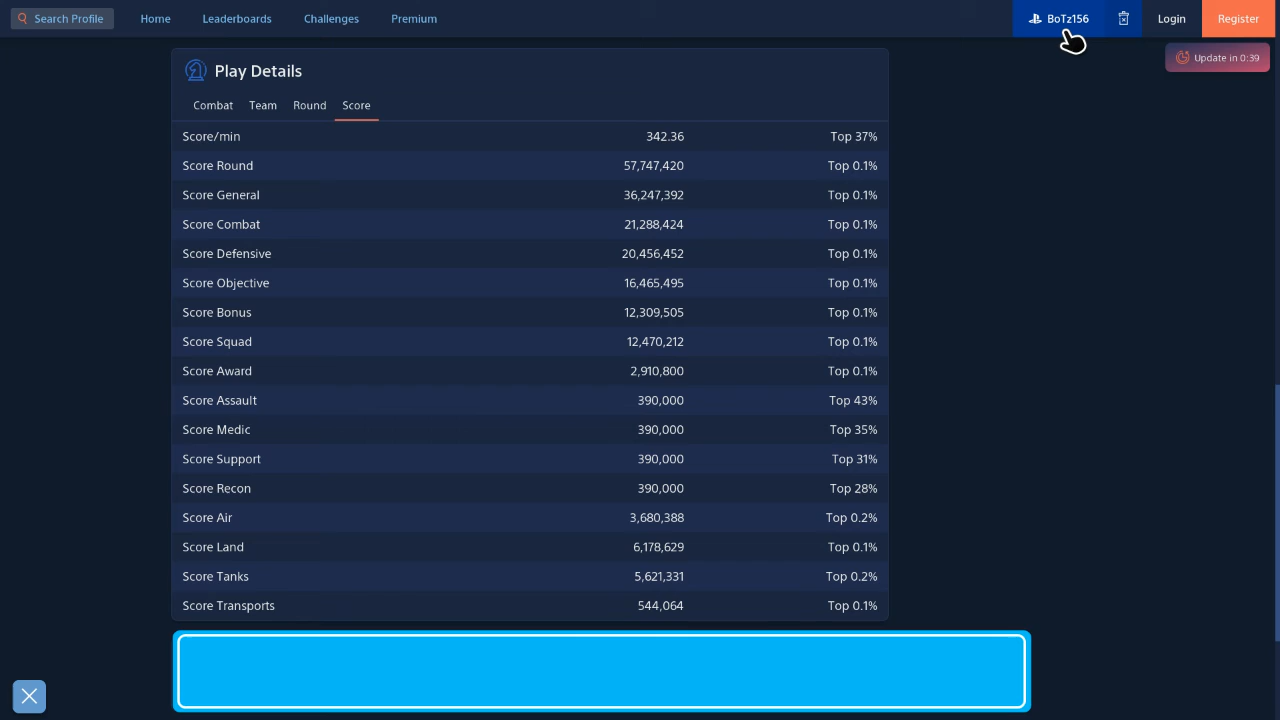 Search Profile Home Leaderboards Challenges Premium BoTz156 Login Register
Update in 0:39
Play Details
Combat Team Round Score
Score/min 342.36 Top 37%
Score Round 57,747,420 Top 0.1%
Score General 36,247,392 Top 0.1%
Score Combat 21,288,424 Top 0.1%
Score Defensive 20,456,452 Top 0.1%
Score Objective 16,465,495 Top 0.1%
Score Bonus 12,309,505 Top 0.1%
Score Squad 12,470,212 Top 0.1%
Score Award 2,910,800 Top 0.1%
Score Assault 390,000 Top 43%
Score Medic 390,000 Top 35%
Score Support 390,000 Top 31%
Score Recon 390,000 Top 28%
Score Air 3,680,388 Top 0.2%
Score Land 6,178,629 Top 0.1%
Score Tanks 5,621,331 Top 0.2%
Score Transports 544,064 Top 0.1%